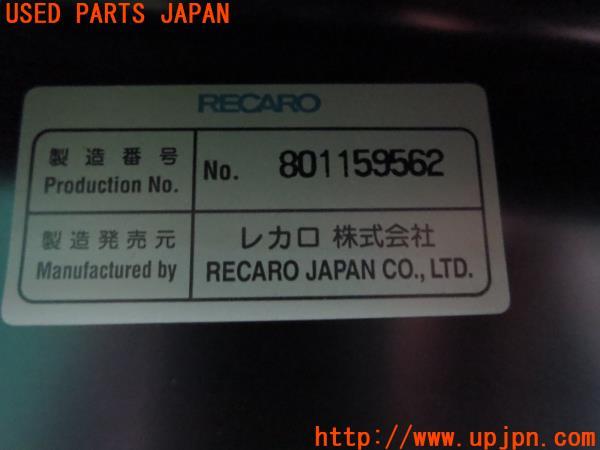 USED PARTS JAPAN
RECARO
製造番号
Production No.
No. 801159562
製造発売元
Manufactured by
レカロ 株式会社
RECARO JAPAN CO., LTD.
http://www.upjpn.com